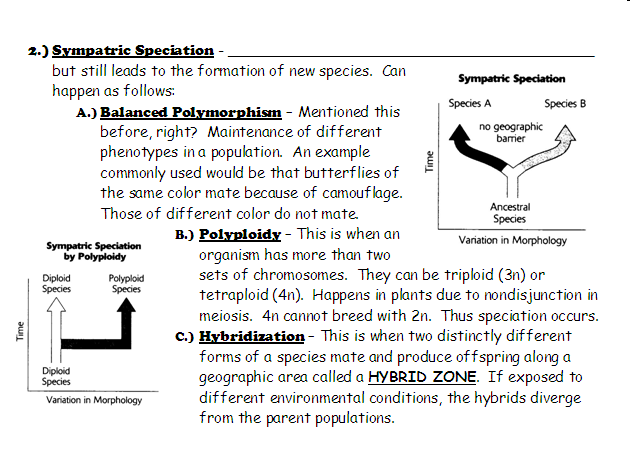 2.) Sympatric Speciation - ______________________________
but still leads to the formation of new species. Can
happen as follows:
A.) Balanced Polymorphism – Mentioned this
before, right? Maintenance of different
phenotypes in a population. An example
commonly used would be that butterflies of
the same color mate because of camouflage.
Those of different color do not mate.
Sympatric Speciation
Species A Species B
no geographic
barrier
Time
Ancestral
Species
Variation in Morphology
B.) Polyploidy – This is when an
organism has more than two
sets of chromosomes. They can be triploid (3n) or
tetraploid (4n). Happens in plants due to nondisjunction in
meiosis. 4n cannot breed with 2n. Thus speciation occurs.
Sympatric Speciation
by Polyploidy
Diploid Polyploid
Species Species
Time
Diploid
Species
Variation in Morphology
C.) Hybridization – This is when two distinctly different
forms of a species mate and produce offspring along a
geographic area called a HYBRID ZONE. If exposed to
different environmental conditions, the hybrids diverge
from the parent populations.